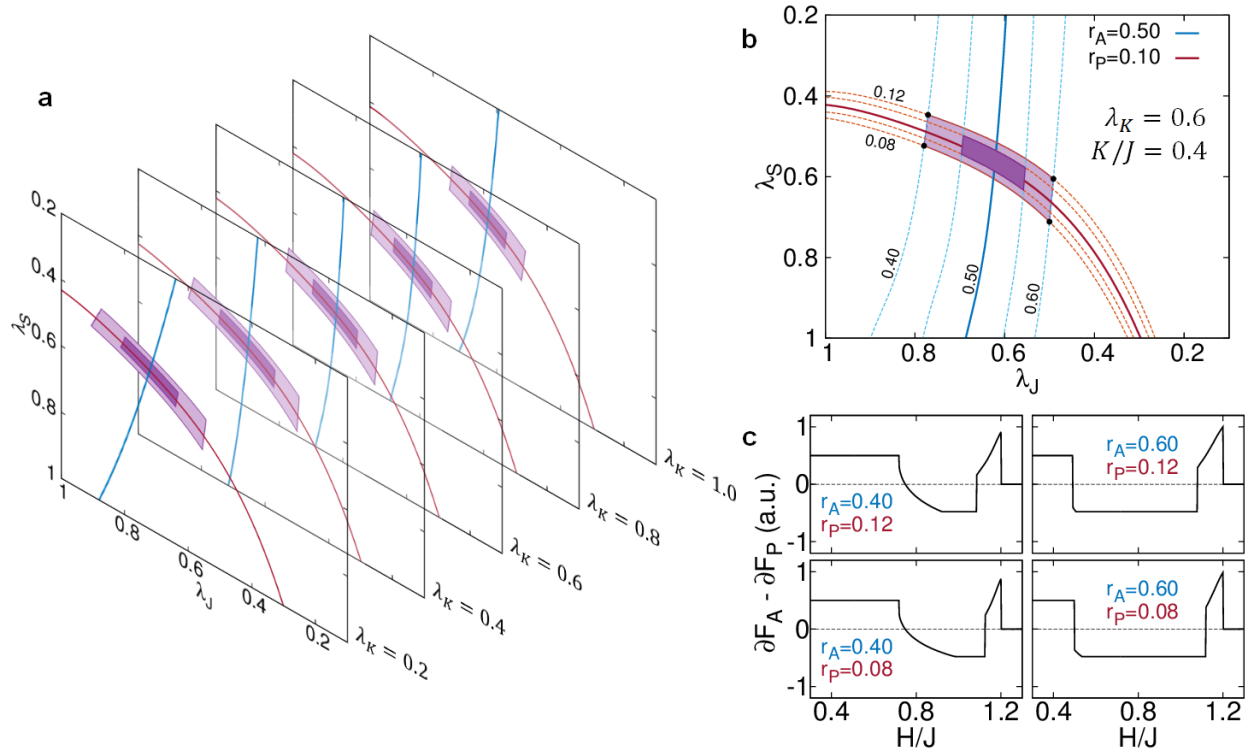 a
0.2
0.4
0.6
0.8
1
λS
1
0.8
0.6
0.4
0.2
λJ
λK = 0.2
λK = 0.4
λK = 0.6
λK = 0.8
λK = 1.0
b
0.2
0.4
0.6
0.8
1
λS
rA=0.50
rP=0.10
λK = 0.6
K/J = 0.4
0.12
0.08
0.40
0.50
0.60
1 0.8 0.6 0.4 0.2
λJ
c
∂FA - ∂FP (a.u.)
1
0
-1
rA=0.40
rP=0.12
rA=0.60
rP=0.12
1
0
-1
rA=0.40
rP=0.08
rA=0.60
rP=0.08
0.4 0.8 1.2 0.4 0.8 1.2
H/J H/J